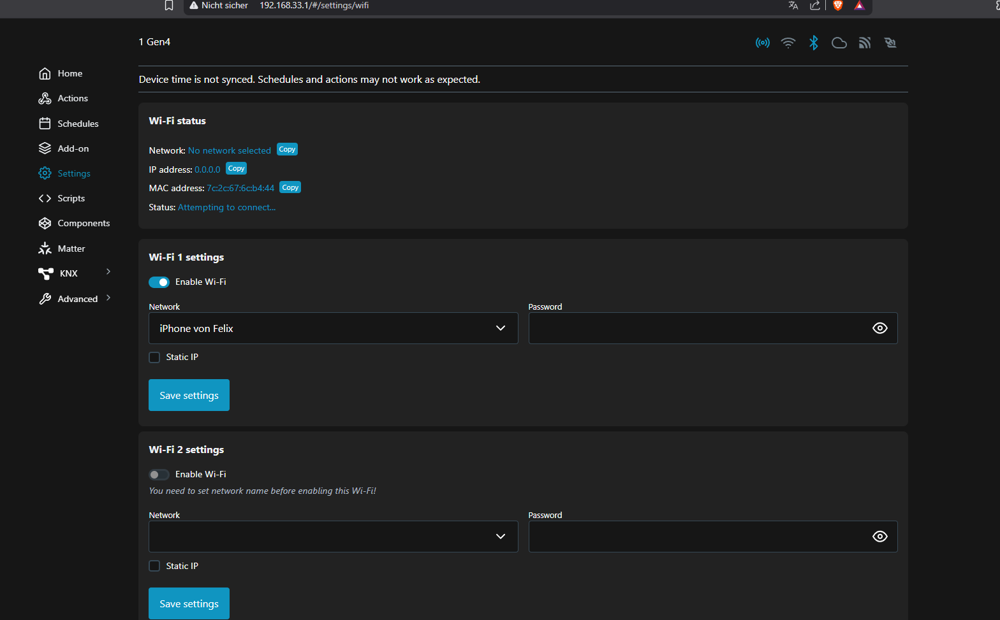 Nicht sicher 192.168.33.1/#/settings/wifi
1 Gen4
Home
Actions
Schedules
Add-on
Settings
Scripts
Components
Matter
KNX
Advanced
Device time is not synced. Schedules and actions may not work as expected.
Wi-Fi status
Network: No network selected Copy
IP address: 0.0.0.0 Copy
MAC address: 7c:2c:67:6c:b4:44 Copy
Status: Attempting to connect...
Wi-Fi 1 settings
Enable Wi-Fi
Network Password
iPhone von Felix
Static IP
Save settings
Wi-Fi 2 settings
Enable Wi-Fi
You need to set network name before enabling this Wi-Fi!
Network Password
Static IP
Save settings